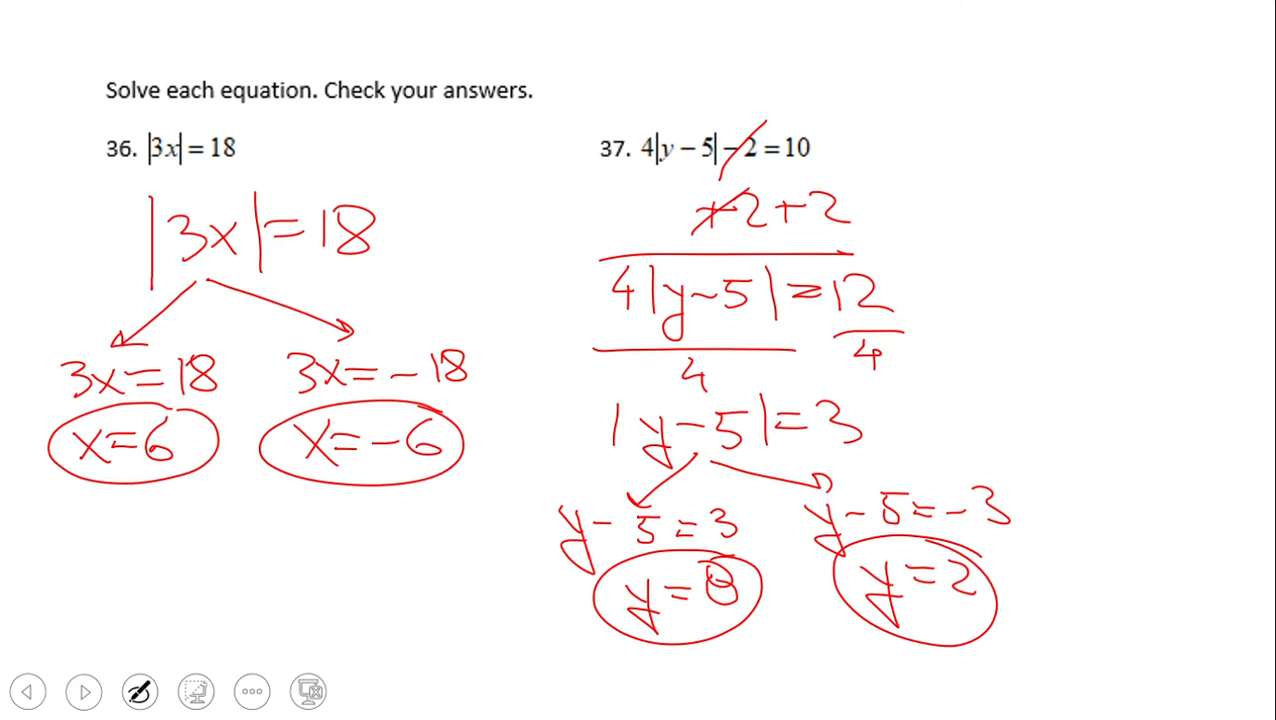 Solve each equation. Check your answers.
36. |3x| = 18
|3x| = 18
3x = 18
3x = -18
x = 6
x = -6
37. 4|y - 5| - 2 = 10
+2 +2
4|y - 5| = 12
4
4
|y - 5| = 3
y - 5 = 3
y - 5 = -3
y = 8
y = 2